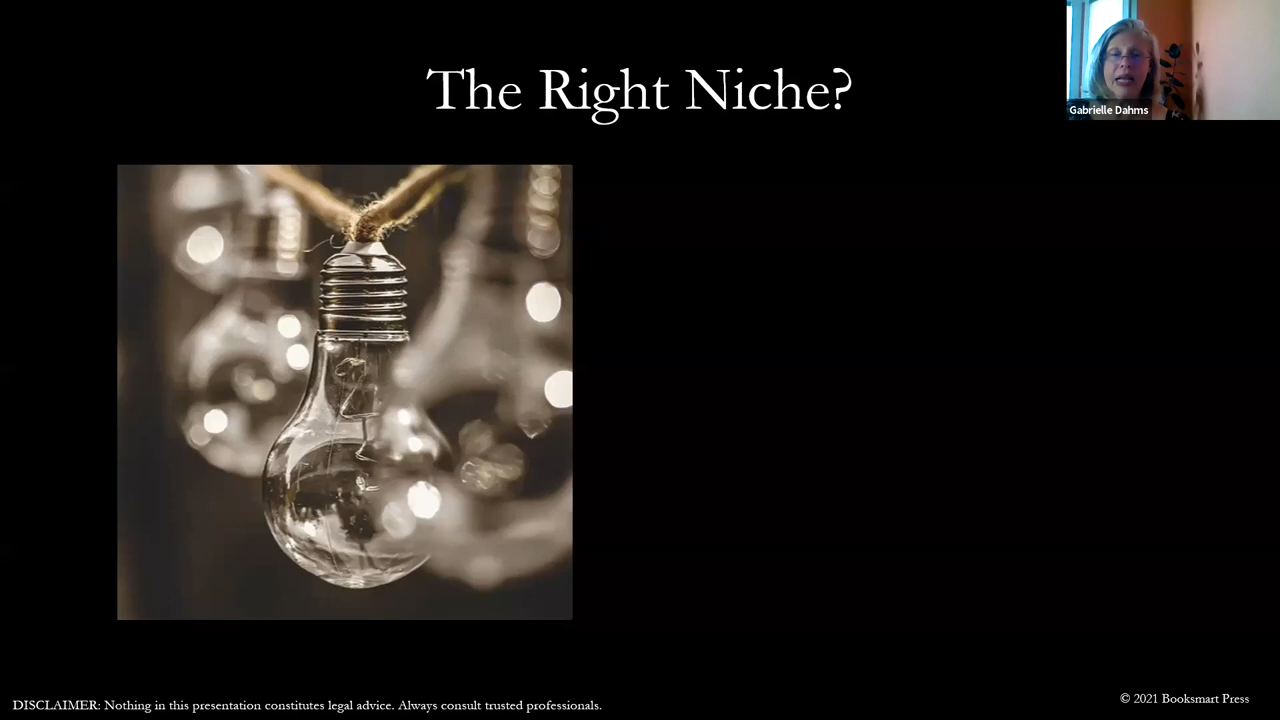 The Right Niche?
Gabrielle Dahms
DISCLAIMER: Nothing in this presentation constitutes legal advice. Always consult trusted professionals.
© 2021 Booksmart Press